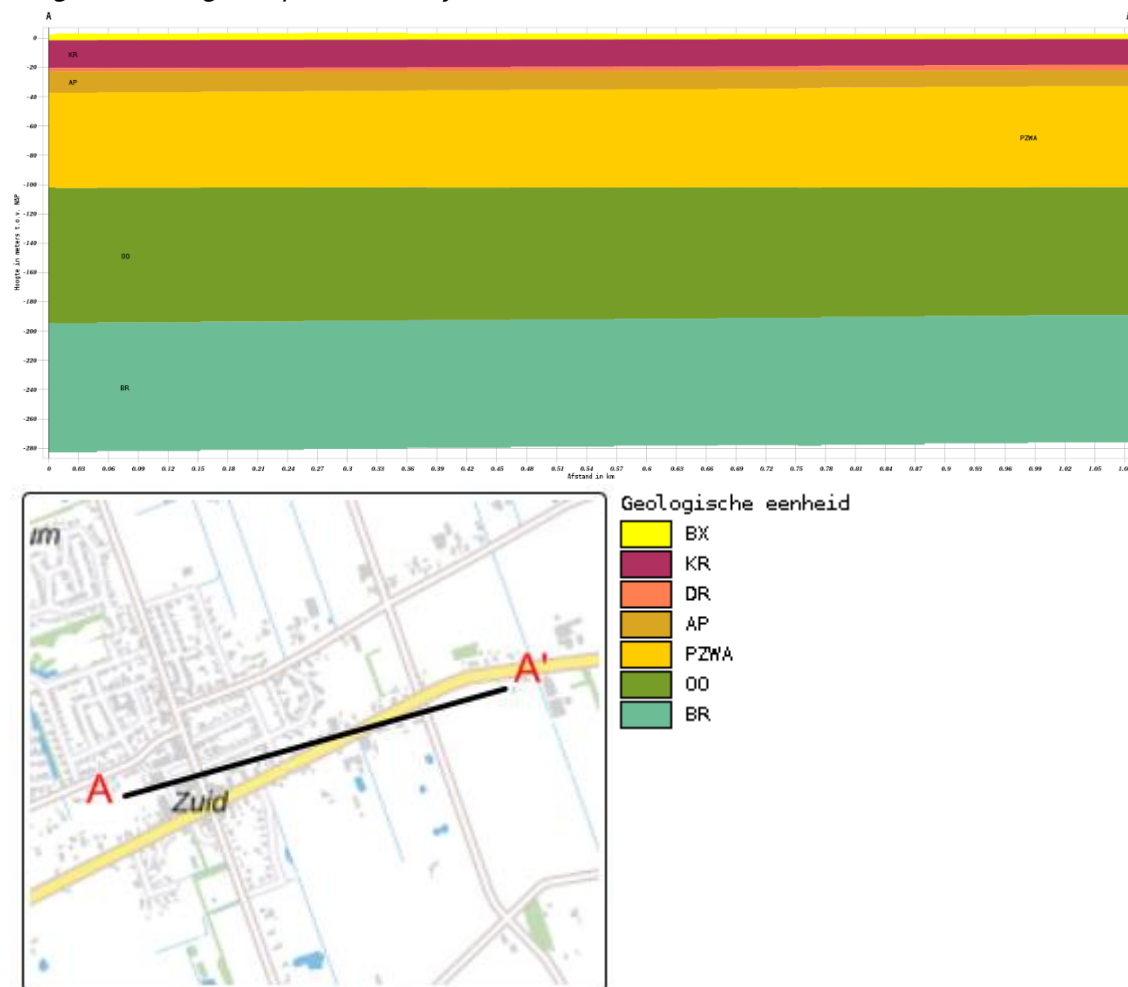 A
KR
AP
PZWA
OO
BR
Hoogte in meters t.o.v. NAP
0
-20
-40
-60
-80
-100
-120
-140
-160
-180
-200
-220
-240
-260
-280
0 0.03 0.06 0.09 0.12 0.15 0.18 0.21 0.24 0.27 0.3 0.33 0.36 0.39 0.42 0.45 0.48 0.51 0.54 0.57 0.6 0.63 0.66 0.69 0.72 0.75 0.78 0.81 0.84 0.87 0.9 0.93 0.96 0.99 1.02 1.05
Afstand in km
um
A'
A
Zuid
Geologische eenheid
BX
KR
DR
AP
PZWA
OO
BR